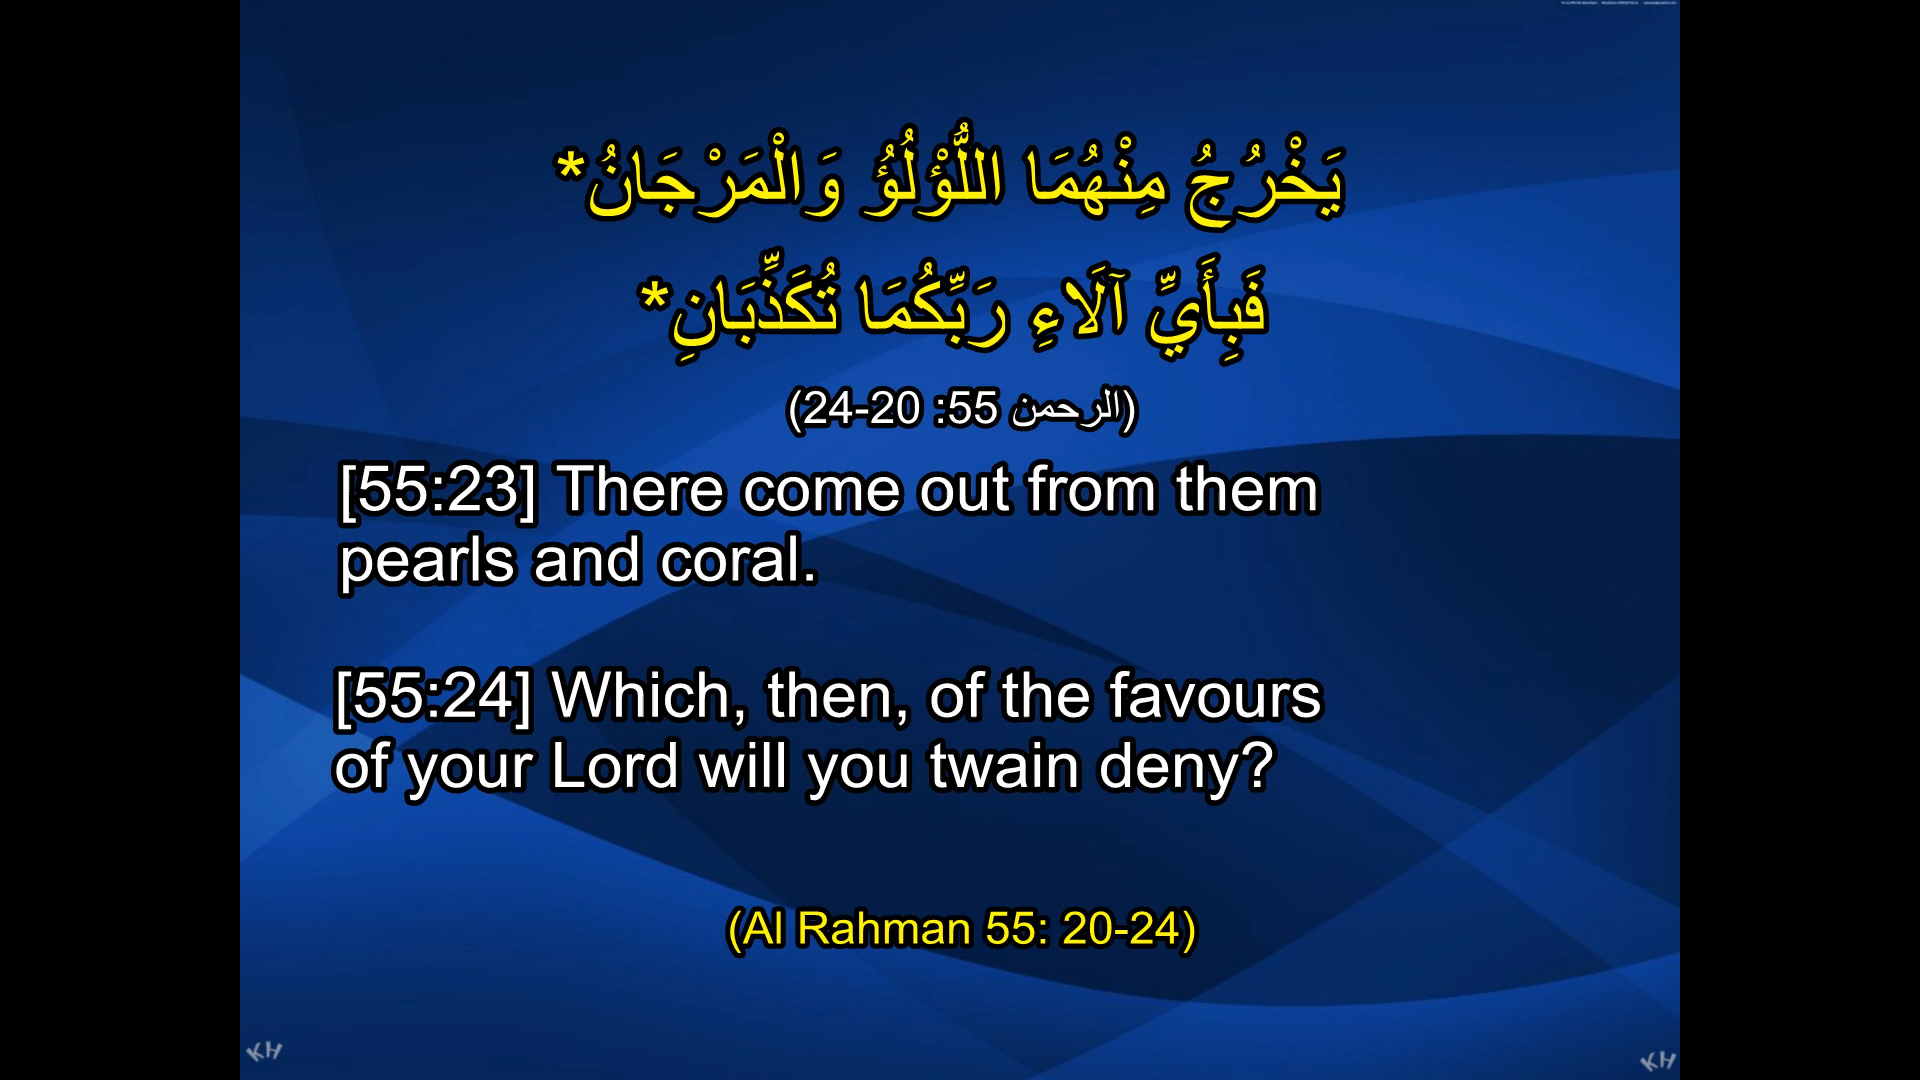 يَخْرُجُ مِنْهُمَا اللُّؤْلُؤُ وَالْمَرْجَانُ*
فَبِأَيِّ آلَاءِ رَبِّكُمَا تُكَذِّبَانِ*
(الرحمن 55: 20-24)
[55:23] There come out from them
pearls and coral.
[55:24] Which, then, of the favours
of your Lord will you twain deny?
(Al Rahman 55: 20-24)
KH
KH